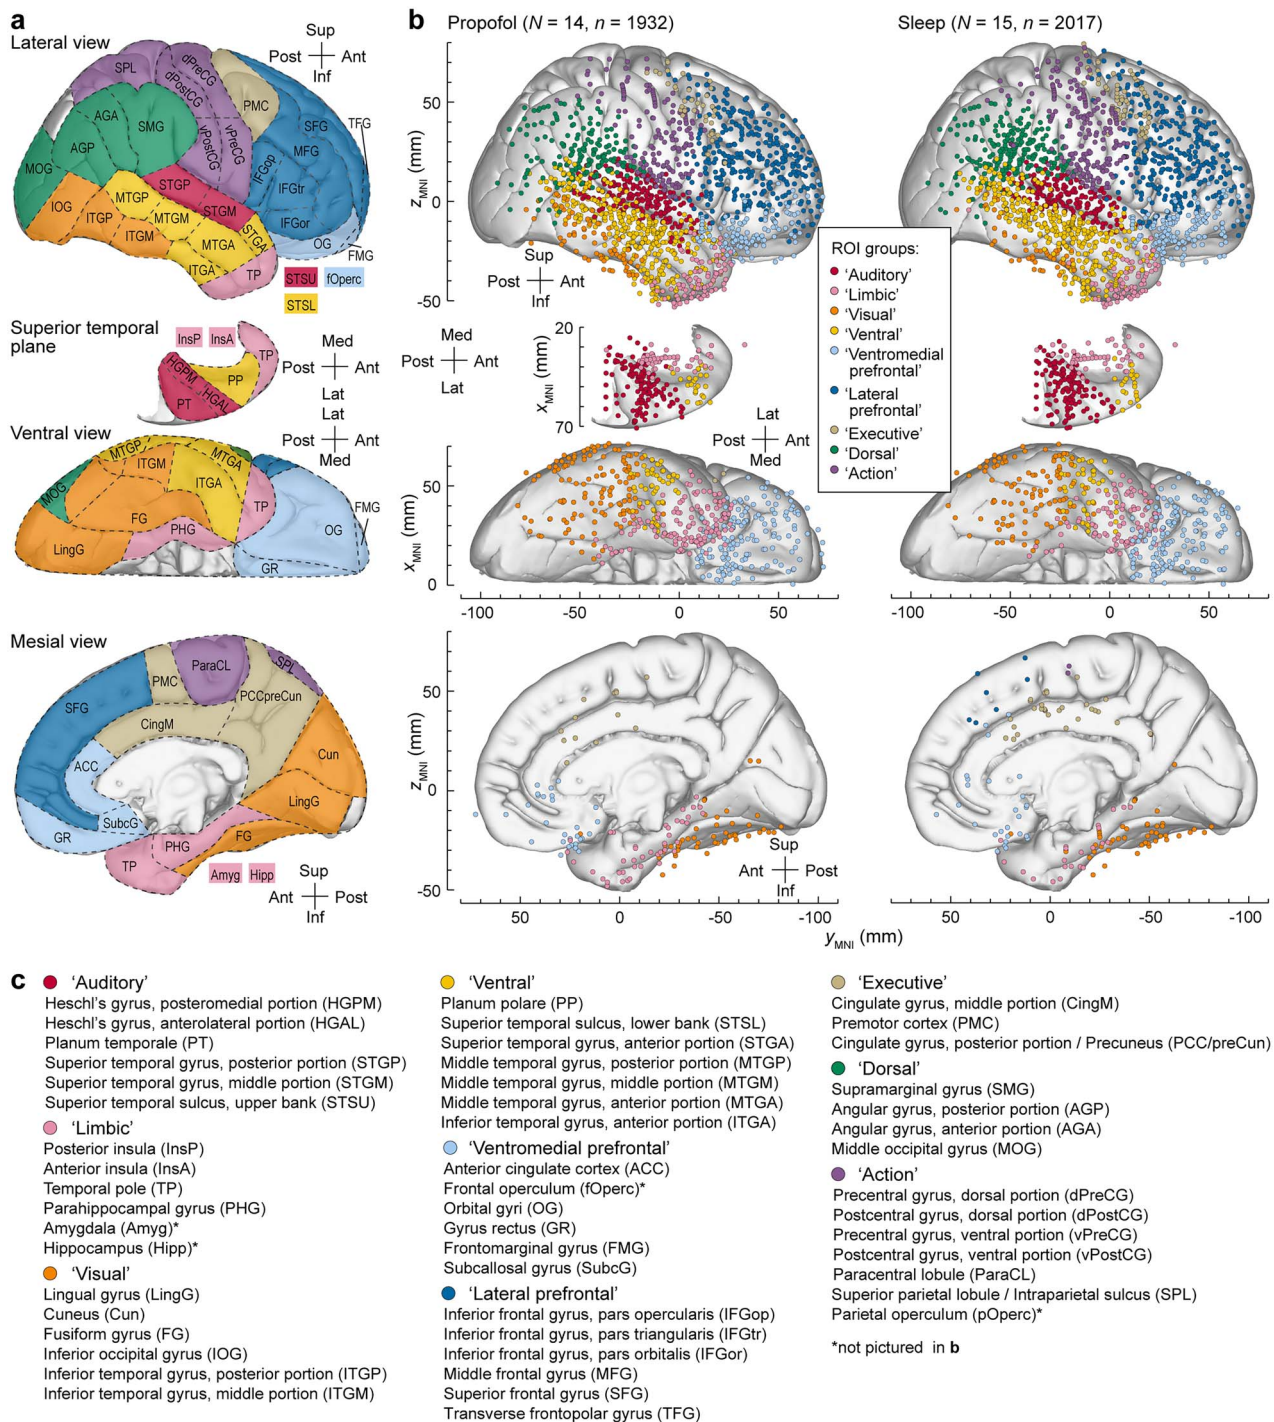 a
Lateral view
Sup
Post
Ant
Inf
SPL
dPreCG
dPostCG
PMC
AGA
SMG
AGP
vPostCG
vPreCG
SFG
TFG
MFG
IFGop
IFGtr
IFGor
MOG
IOG
STGP
STGM
STGA
MTGP
MTGM
MTGA
ITGP
ITGM
ITGA
TP
OG
FMG
STSU
fOperc
STSL
Superior temporal
plane
InsP
InsA
TP
HGPM
PP
HGAL
PT
Med
Post
Ant
Lat
Ventral view
Lat
Post
Ant
Med
MTGP
ITGM
MTGA
ITGA
MOG
TP
FMG
FG
PHG
OG
LingG
GR
Mesial view
ParaCL
SPL
PMC
PCCpreCun
SFG
CingM
Cun
ACC
LingG
SubcG
GR
FG
PHG
TP
Amyg
Hipp
Sup
Ant
Post
Inf
b
Propofol (N = 14, n = 1932)
Sleep (N = 15, n = 2017)
50
0
-50
zMNI (mm)
Sup
Post
Ant
Inf
Med
Post
Ant
Lat
20
70
xMNI (mm)
Lat
Post
Ant
Med
50
0
xMNI (mm)
-100
-50
0
50
-100
-50
0
50
ROI groups:
‘Auditory’
‘Limbic’
‘Visual’
‘Ventral’
‘Ventromedial
prefrontal’
‘Lateral
prefrontal’
‘Executive’
‘Dorsal’
‘Action’
50
0
-50
zMNI (mm)
Sup
Ant
Post
Inf
50
0
-50
-100
50
0
-50
-100
yMNI (mm)
c
‘Auditory’
Heschl’s gyrus, posteromedial portion (HGPM)
Heschl’s gyrus, anterolateral portion (HGAL)
Planum temporale (PT)
Superior temporal gyrus, posterior portion (STGP)
Superior temporal gyrus, middle portion (STGM)
Superior temporal sulcus, upper bank (STSU)
‘Limbic’
Posterior insula (InsP)
Anterior insula (InsA)
Temporal pole (TP)
Parahippocampal gyrus (PHG)
Amygdala (Amyg)*
Hippocampus (Hipp)*
‘Visual’
Lingual gyrus (LingG)
Cuneus (Cun)
Fusiform gyrus (FG)
Inferior occipital gyrus (IOG)
Inferior temporal gyrus, posterior portion (ITGP)
Inferior temporal gyrus, middle portion (ITGM)
‘Ventral’
Planum polare (PP)
Superior temporal sulcus, lower bank (STSL)
Superior temporal gyrus, anterior portion (STGA)
Middle temporal gyrus, posterior portion (MTGP)
Middle temporal gyrus, middle portion (MTGM)
Middle temporal gyrus, anterior portion (MTGA)
Inferior temporal gyrus, anterior portion (ITGA)
‘Ventromedial prefrontal’
Anterior cingulate cortex (ACC)
Frontal operculum (fOperc)*
Orbital gyri (OG)
Gyrus rectus (GR)
Frontomarginal gyrus (FMG)
Subcallosal gyrus (SubcG)
‘Lateral prefrontal’
Inferior frontal gyrus, pars opercularis (IFGop)
Inferior frontal gyrus, pars triangularis (IFGtr)
Inferior frontal gyrus, pars orbitalis (IFGor)
Middle frontal gyrus (MFG)
Superior frontal gyrus (SFG)
Transverse frontopolar gyrus (TFG)
‘Executive’
Cingulate gyrus, middle portion (CingM)
Premotor cortex (PMC)
Cingulate gyrus, posterior portion / Precuneus (PCC/preCun)
‘Dorsal’
Supramarginal gyrus (SMG)
Angular gyrus, posterior portion (AGP)
Angular gyrus, anterior portion (AGA)
Middle occipital gyrus (MOG)
‘Action’
Precentral gyrus, dorsal portion (dPreCG)
Postcentral gyrus, dorsal portion (dPostCG)
Precentral gyrus, ventral portion (vPreCG)
Postcentral gyrus, ventral portion (vPostCG)
Paracentral lobule (ParaCL)
Superior parietal lobule / Intraparietal sulcus (SPL)
Parietal operculum (pOperc)*
*not pictured in b